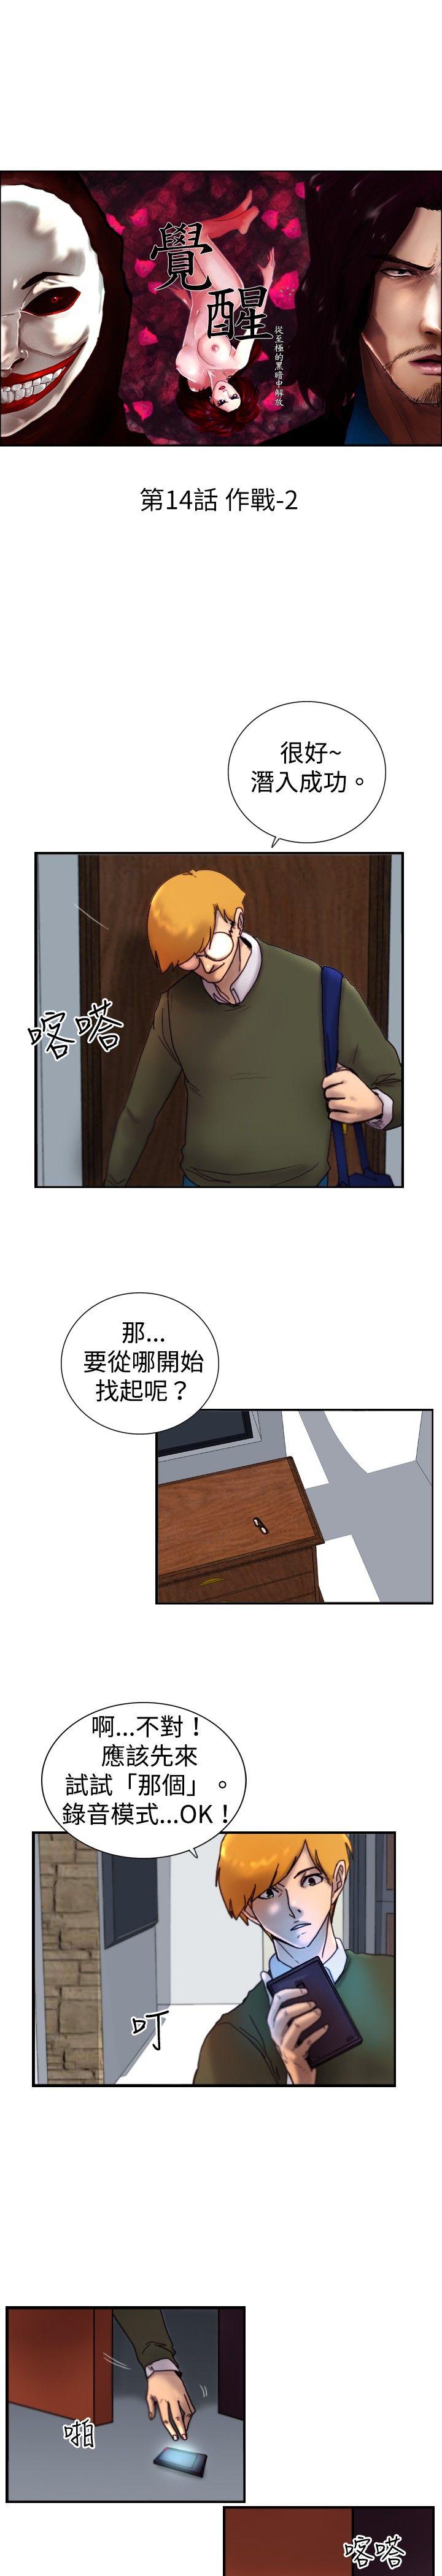 覺醒
從至極的黑暗中解放
第14話 作戰-2
很好~
潛入成功。
喀嗒
那...
要從哪開始
找起呢？
啊...不對！
應該先來
試試「那個」。
錄音模式...OK！
叮
啪
喀嗒